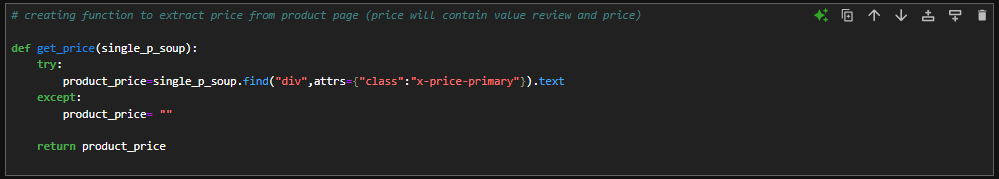 # creating function to extract price from product page (price will contain value review and price)
def get_price(single_p_soup):
    try:
        product_price=single_p_soup.find("div",attrs={"class":"x-price-primary"}).text
    except:
        product_price= ""
    return product_price